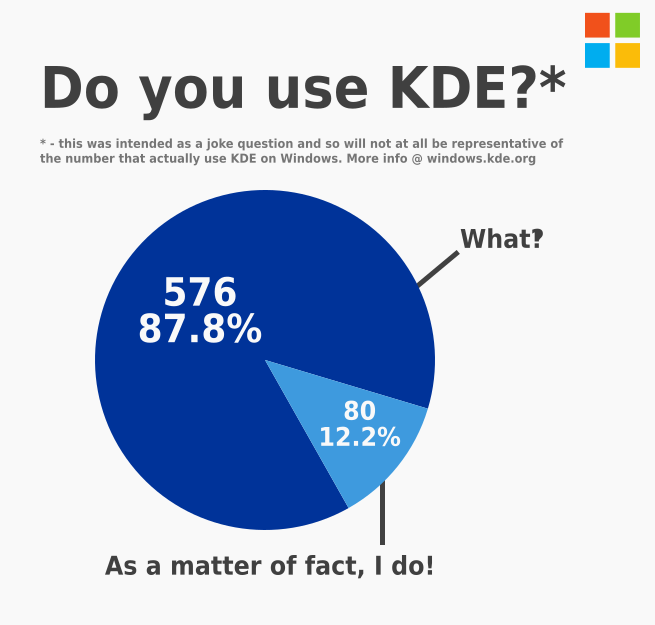 Do you use KDE?*
* - this was intended as a joke question and so will not at all be representative of
the number that actually use KDE on Windows. More info @ windows.kde.org
What‽
576
87.8%
80
12.2%
As a matter of fact, I do!